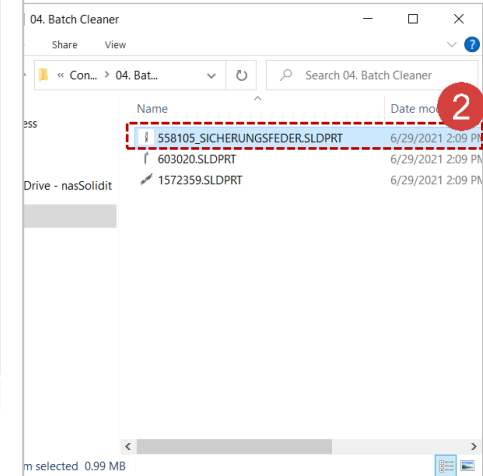 04. Batch Cleaner
Share View
?
« Con... > 04. Bat... Search 04. Batch Cleaner
Name Date mo
2
ess
558105_SICHERUNGSFEDER.SLDPRT 6/29/2021 2:09 PM
603020.SLDPRT 6/29/2021 2:09 PM
Drive - nasSolidit 1572359.SLDPRT 6/29/2021 2:09 PM
m selected 0.99 MB